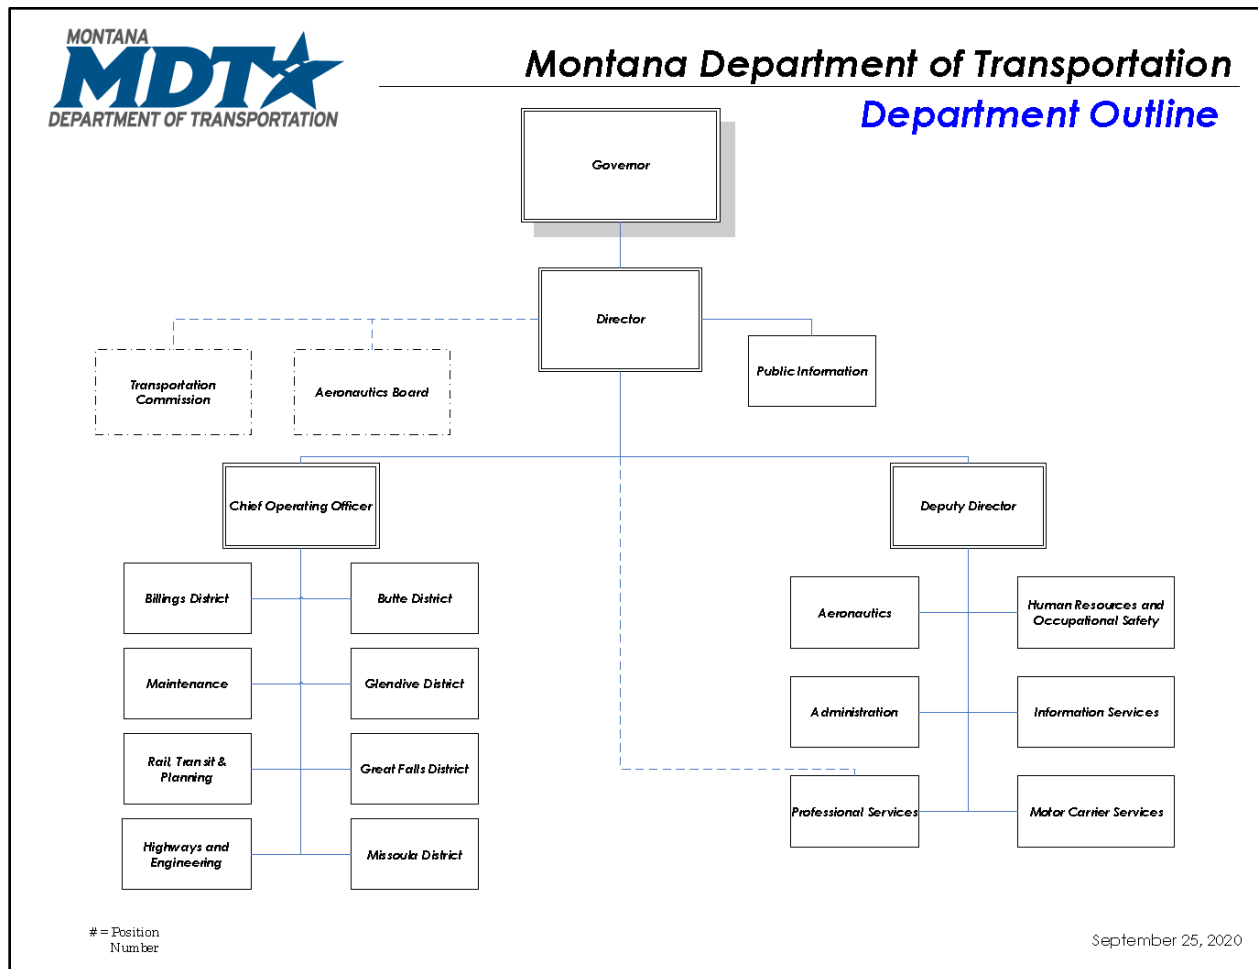 MONTANA
MDT
DEPARTMENT OF TRANSPORTATION
Montana Department of Transportation
Department Outline
Governor
Director
Transportation
Commission
Aeronautics Board
Public Information
Chief Operating Officer
Deputy Director
Billings District
Butte District
Maintenance
Glendive District
Rail, Transit &
Planning
Great Falls District
Highways and
Engineering
Missoula District
Aeronautics
Human Resources and
Occupational Safety
Administration
Information Services
Professional Services
Motor Carrier Services
# = Position
Number
September 25, 2020